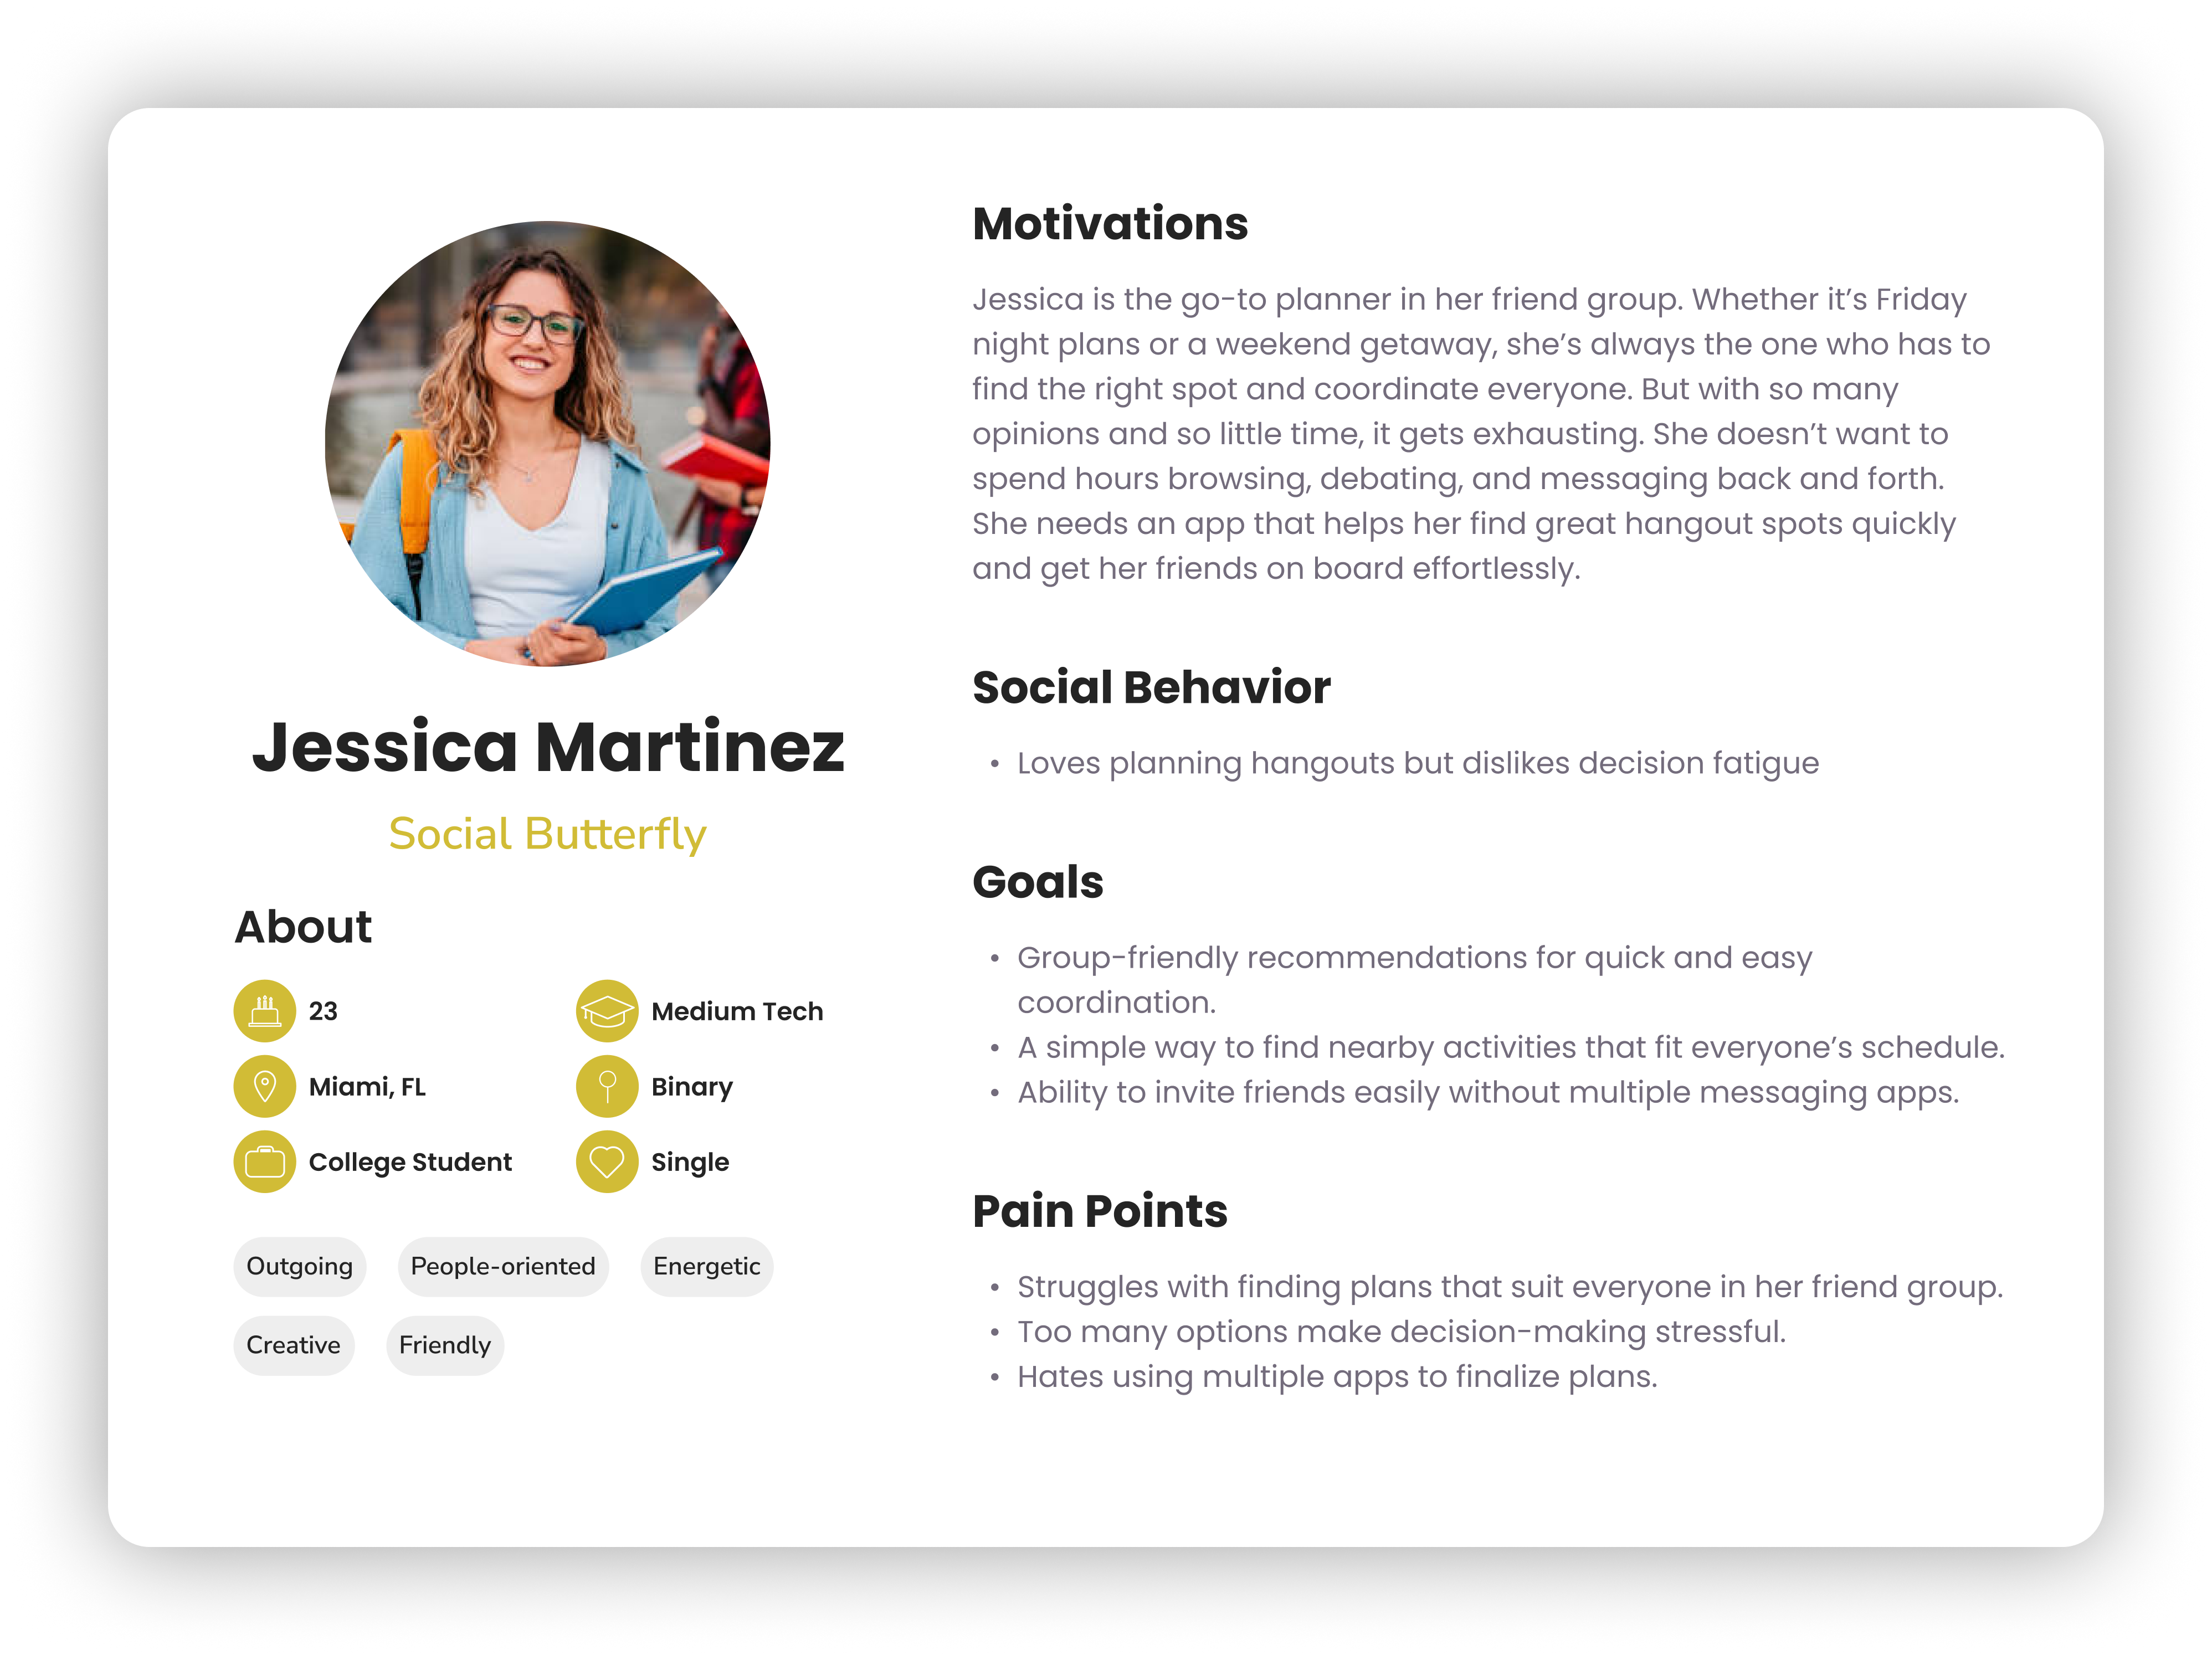 Jessica Martinez
Social Butterfly
About
23
Medium Tech
Miami, FL
Binary
College Student
Single
Outgoing
People-oriented
Energetic
Creative
Friendly
Motivations
Jessica is the go-to planner in her friend group. Whether it’s Friday
night plans or a weekend getaway, she’s always the one who has to
find the right spot and coordinate everyone. But with so many
opinions and so little time, it gets exhausting. She doesn’t want to
spend hours browsing, debating, and messaging back and forth.
She needs an app that helps her find great hangout spots quickly
and get her friends on board effortlessly.
Social Behavior
• Loves planning hangouts but dislikes decision fatigue
Goals
• Group-friendly recommendations for quick and easy
coordination.
• A simple way to find nearby activities that fit everyone’s schedule.
• Ability to invite friends easily without multiple messaging apps.
Pain Points
• Struggles with finding plans that suit everyone in her friend group.
• Too many options make decision-making stressful.
• Hates using multiple apps to finalize plans.